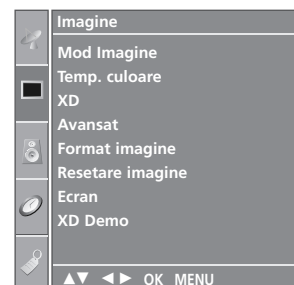 Imagine
Mod Imagine
Temp. culoare
XD
Avansat
Format imagine
Resetare imagine
Ecran
XD Demo
▲▼ ◄► OK MENU